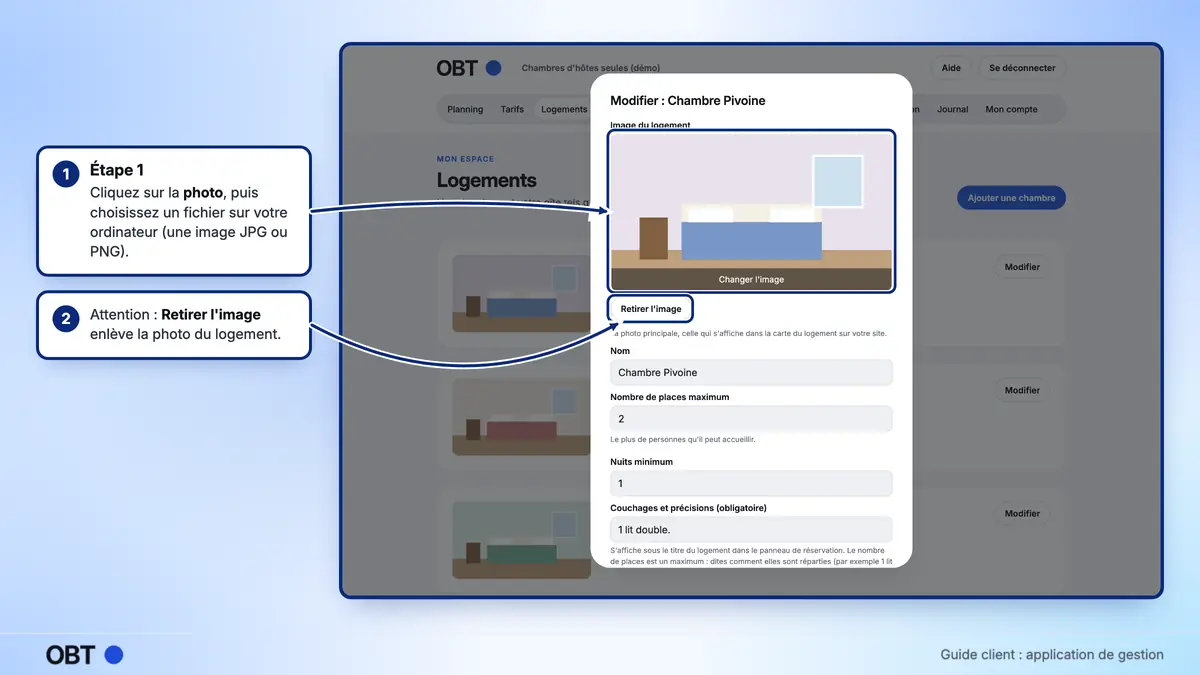 OBT
Chambres d'hôtes seules (démo)
Aide
Se déconnecter
Planning
Tarifs
Logements
Journal
Mon compte
MON ESPACE
Logements
Ajouter une chambre
Modifier
Modifier
Modifier
1
Étape 1
Cliquez sur la photo, puis
choisissez un fichier sur votre
ordinateur (une image JPG ou
PNG).
2
Attention : Retirer l'image
enlève la photo du logement.
Modifier : Chambre Pivoine
Image du logement
Changer l'image
Retirer l'image
photo principale, celle qui s'affiche dans la carte du logement sur votre site.
Nom
Chambre Pivoine
Nombre de places maximum
2
Le plus de personnes qu'il peut accueillir.
Nuits minimum
1
Couchages et précisions (obligatoire)
1 lit double.
S'affiche sous le titre du logement dans le panneau de réservation. Le nombre
de places est un maximum : dites comment elles sont réparties (par exemple 1 lit
OBT
Guide client : application de gestion